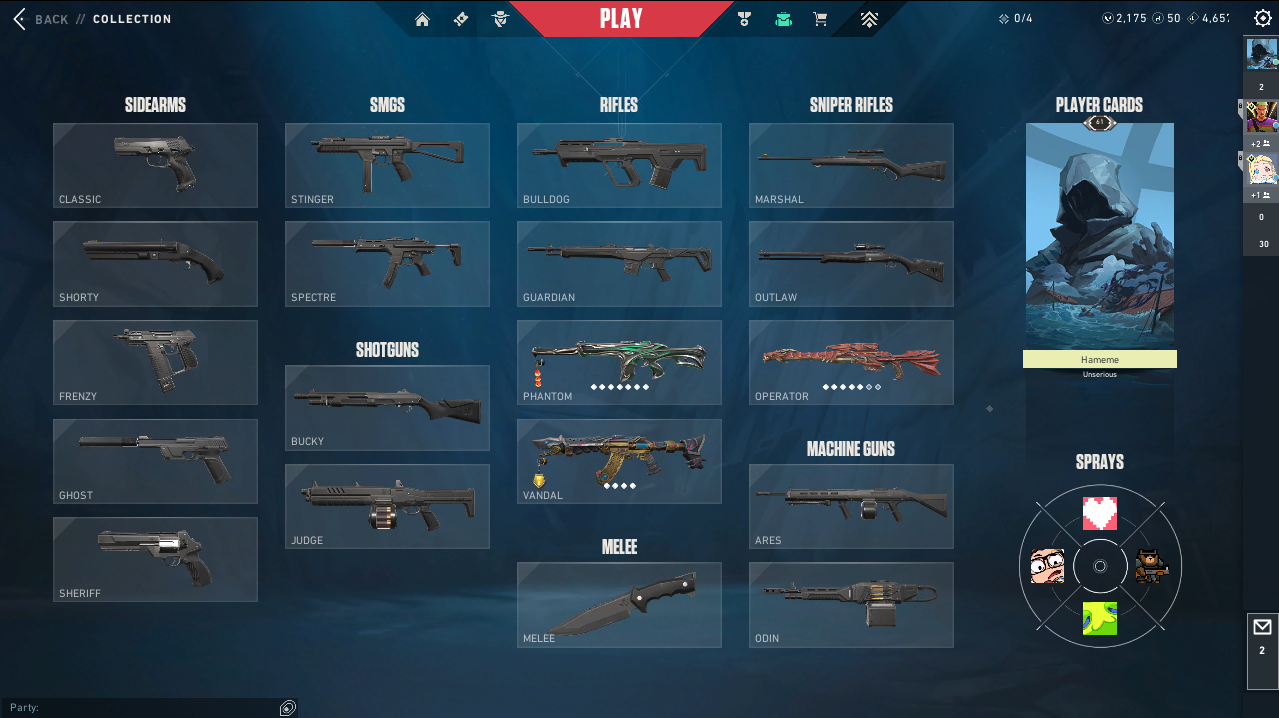 BACK // COLLECTION
PLAY
0/4
2,175
50
4,657
SIDEARMS
CLASSIC
SHORTY
FRENZY
GHOST
SHERIFF
SMGS
STINGER
SPECTRE
SHOTGUNS
BUCKY
JUDGE
RIFLES
BULLDOG
GUARDIAN
PHANTOM
VANDAL
MELEE
MELEE
SNIPER RIFLES
MARSHAL
OUTLAW
OPERATOR
MACHINE GUNS
ARES
ODIN
PLAYER CARDS
61
Hameme
Unserious
SPRAYS
2
+2
+1
0
30
2
Party: